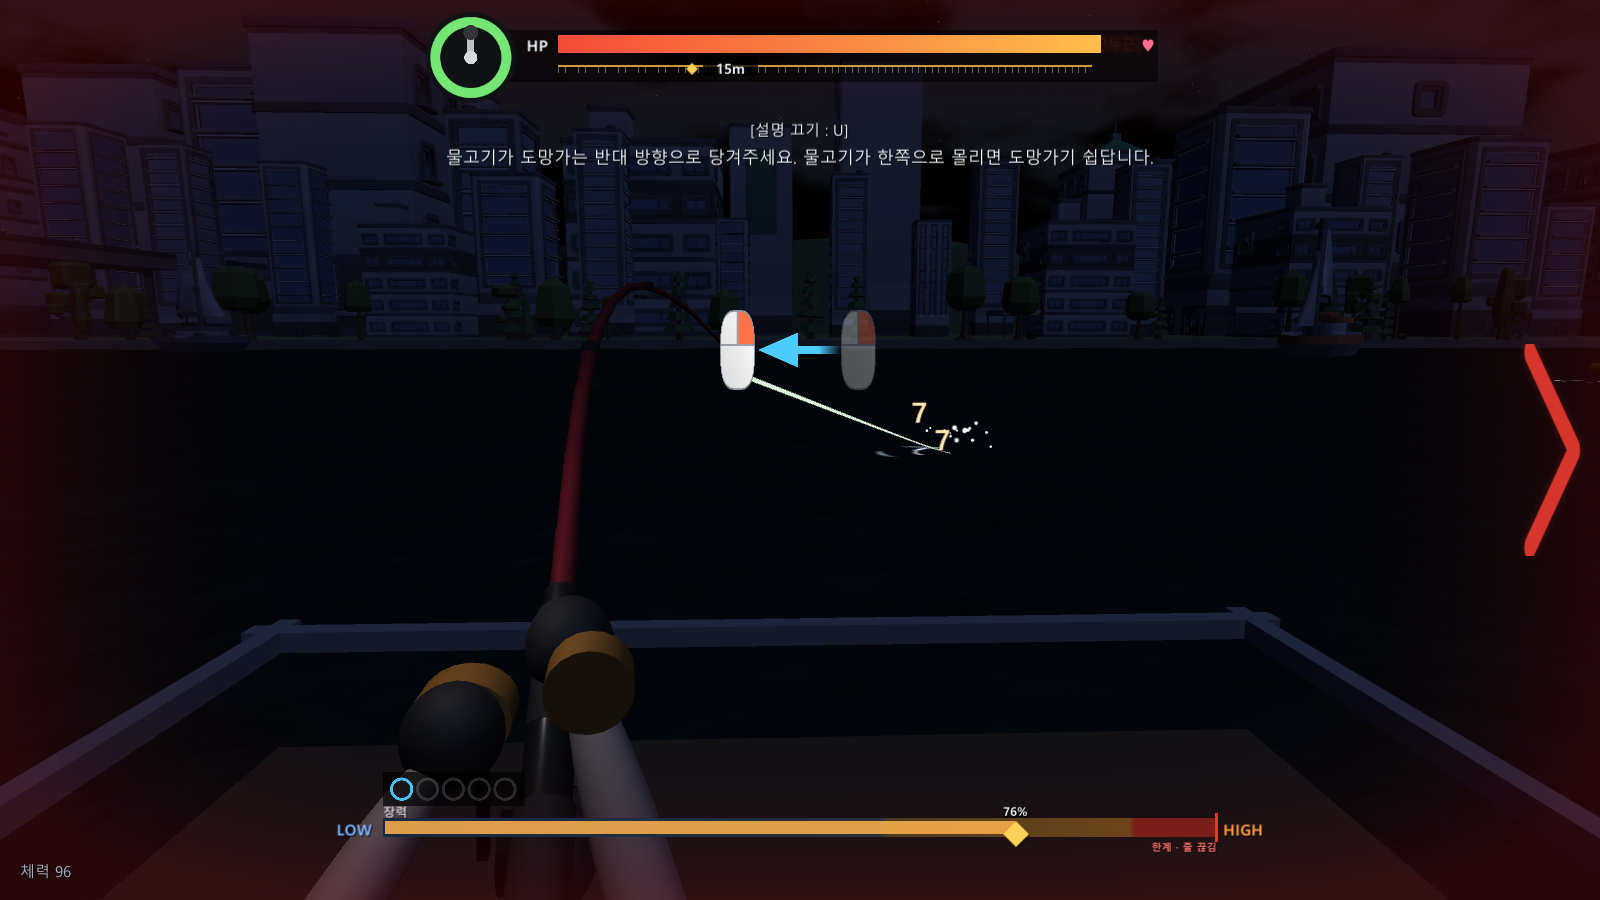 HP
15m
[설명 끄기 : U]
물고기가 도망가는 반대 방향으로 당겨주세요. 물고기가 한쪽으로 몰리면 도망가기 쉽답니다.
7
7
장력
76%
LOW
HIGH
한계 · 줄 끊김
체력 96